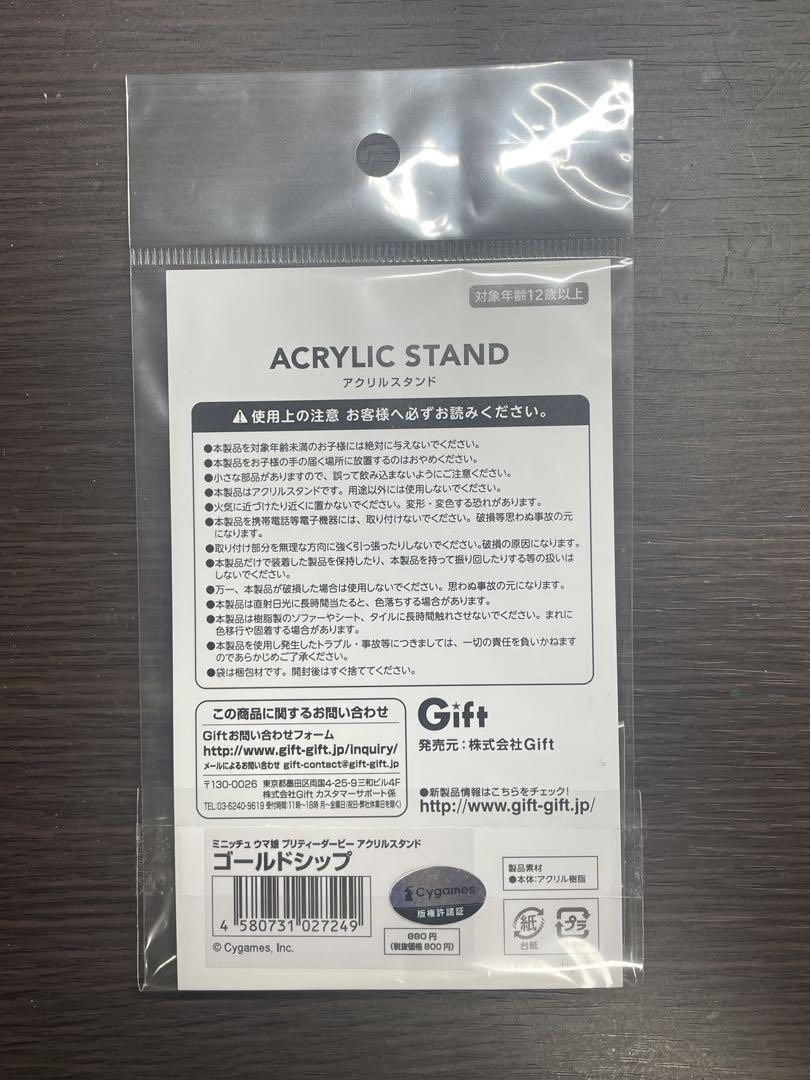 対象年齢12歳以上
ACRYLIC STAND
アクリルスタンド
⚠使用上の注意 お客様へ必ずお読みください。
●本製品を対象年齢未満のお子様には絶対に与えないでください。
●本製品をお子様の手の届く場所に放置するのはおやめください。
●小さな部品がありますので、誤って飲み込まないようにご注意ください。
●本製品はアクリルスタンドです。用途以外には使用しないでください。
●火気に近づけたり近くに置かないでください。変形・変色する恐れがあります。
●本製品を携帯電話等電子機器には、取り付けないでください。破損等思わぬ事故の元
になります。
●取り付け部分を無理な方向に強く引っ張ったりしないでください。破損の原因になります。
●本製品だけで装着した製品を保持したり、本製品を持って振り回したりする等の扱いは
しないでください。
●万一、本製品が破損した場合は使用しないでください。思わぬ事故の元になります。
●本製品は直射日光に長時間当たると、色落ちする場合があります。
●本製品は樹脂製のソファーやシート、タイルに長時間触れさせないでください。まれに
色移行や固着する場合があります。
●本製品を使用し発生したトラブル・事故等につきましては、一切の責任を負いかねます
のであらかじめご了承ください。
●袋は梱包材です。開封後はすぐ捨ててください。
この商品に関するお問い合わせ
Giftお問い合わせフォーム
http://www.gift-gift.jp/inquiry/
メールによるお問い合わせ gift-contact@gift-gift.jp
〒130-0026 東京都墨田区両国4-25-9三和ビル4F
株式会社Gift カスタマーサポート係
TEL:03-6240-9619 受付時間:11時〜18時 月〜金曜日(祝日・弊社休業日を除く)
Gift
発売元：株式会社Gift
●新製品情報はこちらをチェック!
http://www.gift-gift.jp/
ミニッチュ ウマ娘 プリティーダービー アクリルスタンド
ゴールドシップ
4 580731 027249
© Cygames, Inc.
Cygames
版権許諾証
880円
(税抜価格800円)
製品素材
●本体:アクリル樹脂
紙
台紙
プラ